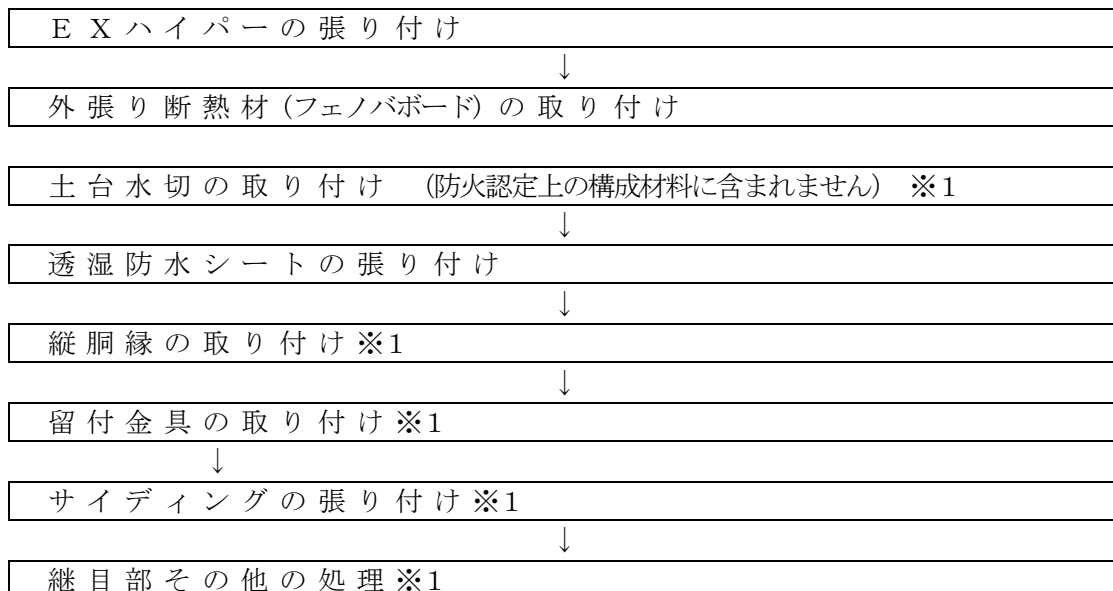 ＥＸハイパーの張り付け
↓
外張り断熱材(フェノバボード)の取り付け
土台水切の取り付け　(防火認定上の構成材料に含まれません)　※１
↓
透湿防水シートの張り付け
↓
縦胴縁の取り付け※１
↓
留付金具の取り付け※１
↓
サイディングの張り付け※１
↓
継目部その他の処理※１